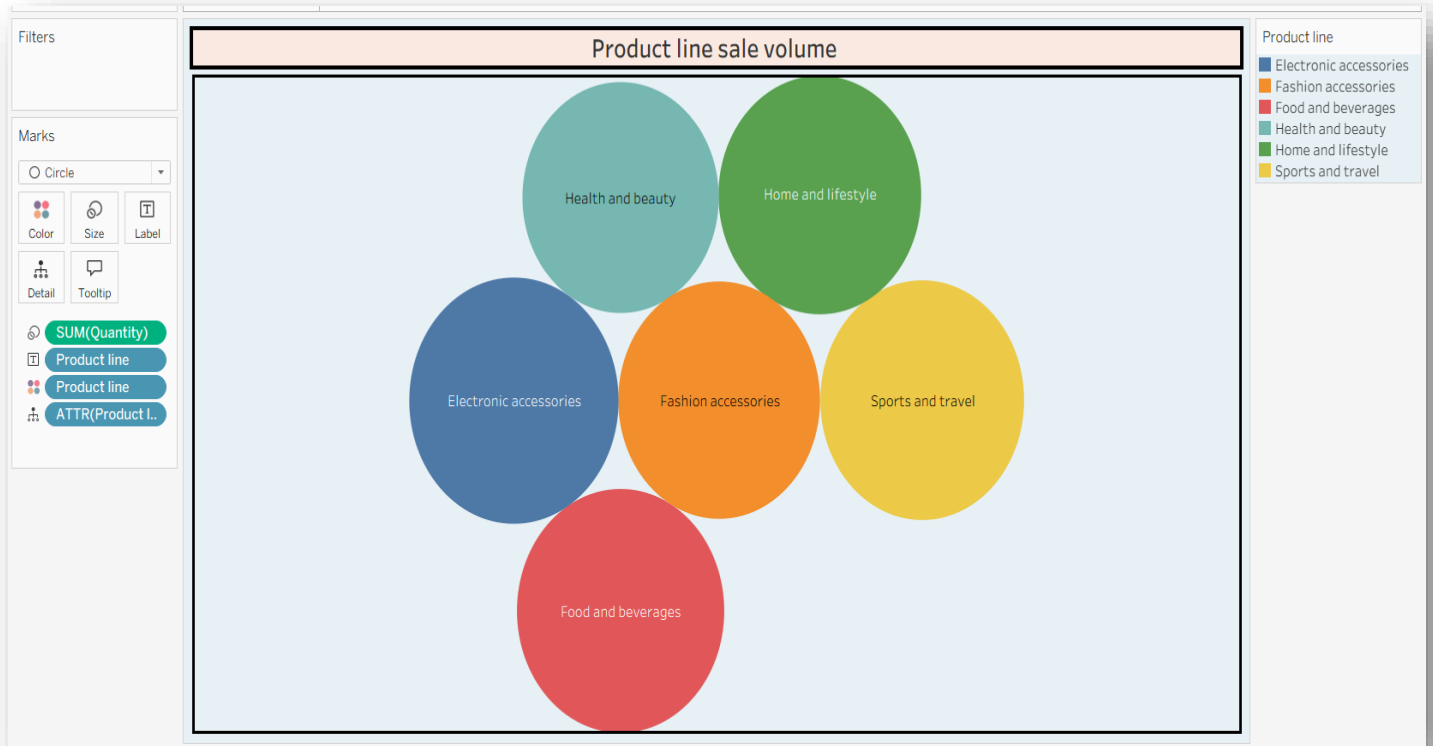 Filters
Marks
Circle
Color
Size
Label
Detail
Tooltip
SUM(Quantity)
Product line
Product line
ATTR(Product l..
Product line sale volume
Health and beauty
Home and lifestyle
Electronic accessories
Fashion accessories
Sports and travel
Food and beverages
Product line
Electronic accessories
Fashion accessories
Food and beverages
Health and beauty
Home and lifestyle
Sports and travel